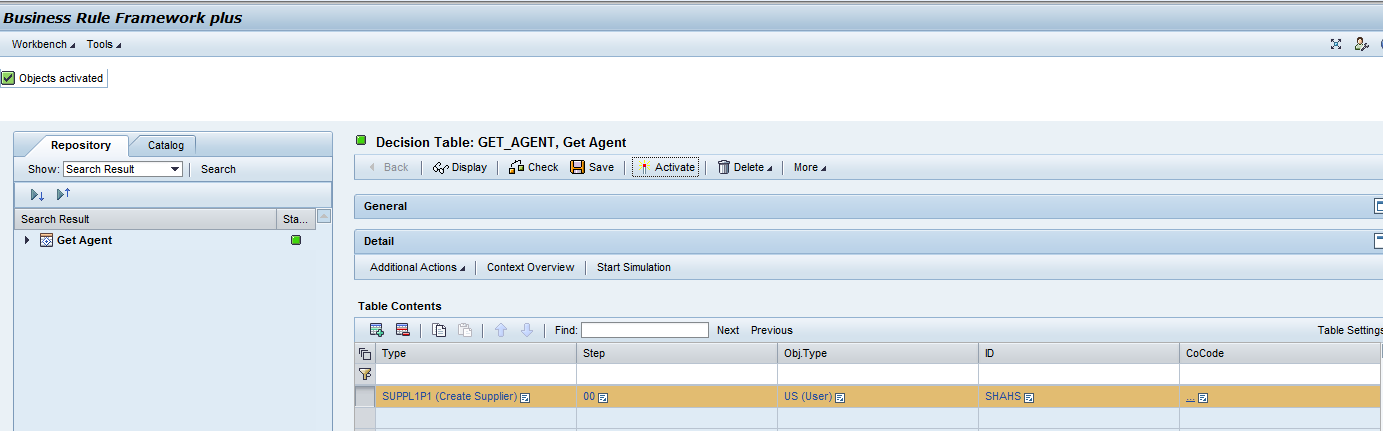 Business Rule Framework plus
Workbench Tools
Objects activated
Repository Catalog
Show: Search Result Search
Search Result Sta...
Get Agent
Decision Table: GET_AGENT, Get Agent
Back Display Check Save Activate Delete More
General
Detail
Additional Actions Context Overview Start Simulation
Table Contents
Find: Next Previous Table Settings
Type Step Obj.Type ID CoCode
SUPPL1P1 (Create Supplier) 00 US (User) SHAHS ...